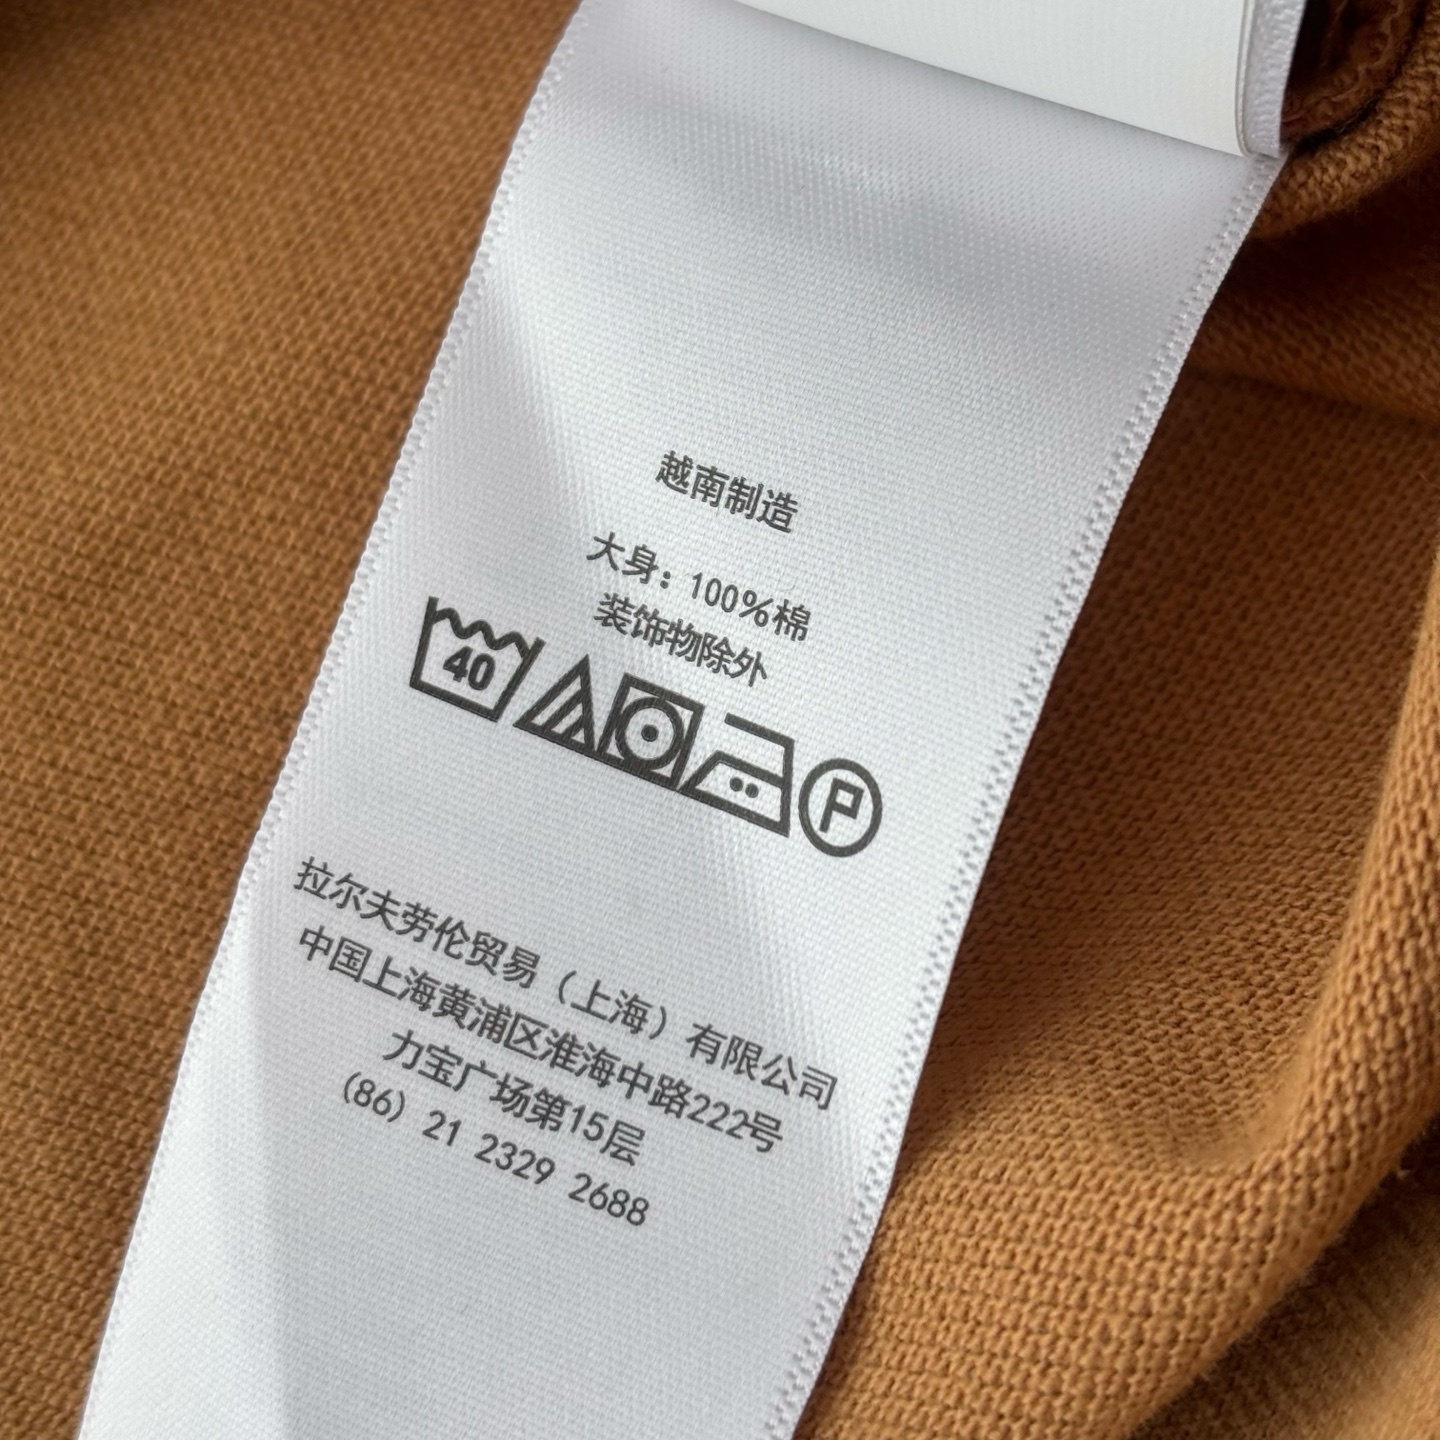 越南制造
大身: 100%棉
装饰物除外
40
P
拉尔夫劳伦贸易（上海）有限公司
中国上海黄浦区淮海中路222号
力宝广场第15层
(86) 21 2329 2688